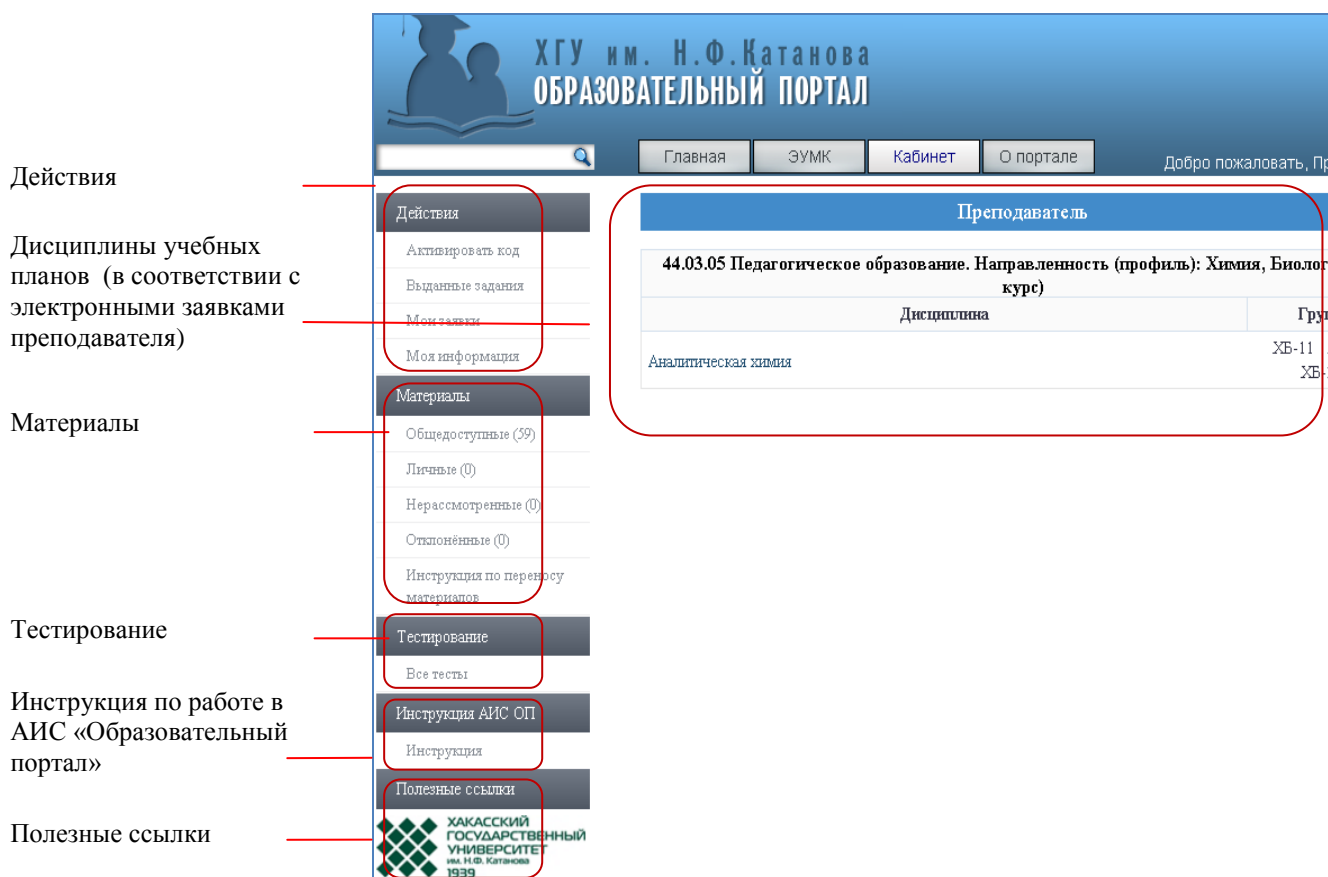 ХГУ им. Н.Ф.Катанова
ОБРАЗОВАТЕЛЬНЫЙ ПОРТАЛ
Главная
ЭУМК
Кабинет
О портале
Добро пожаловать, Пр
Действия
Дисциплины учебных
планов (в соответствии с
электронными заявками
преподавателя)
Материалы
Тестирование
Инструкция по работе в
АИС «Образовательный
портал»
Полезные ссылки
Действия
Активировать код
Выданные задания
Мои заявки
Моя информация
Материалы
Общедоступные (59)
Личные (0)
Нерассмотренные (0)
Отклонённые (0)
Инструкция по переносу
материалов
Тестирование
Все тесты
Инструкция АИС ОП
Инструкция
Полезные ссылки
ХАКАССКИЙ
ГОСУДАРСТВЕННЫЙ
УНИВЕРСИТЕТ
им. Н.Ф. Катанова
1939
Преподаватель
44.03.05 Педагогическое образование. Направленность (профиль): Химия, Биолог
курс)
Дисциплина
Гру
Аналитическая химия
ХБ-11
ХБ-